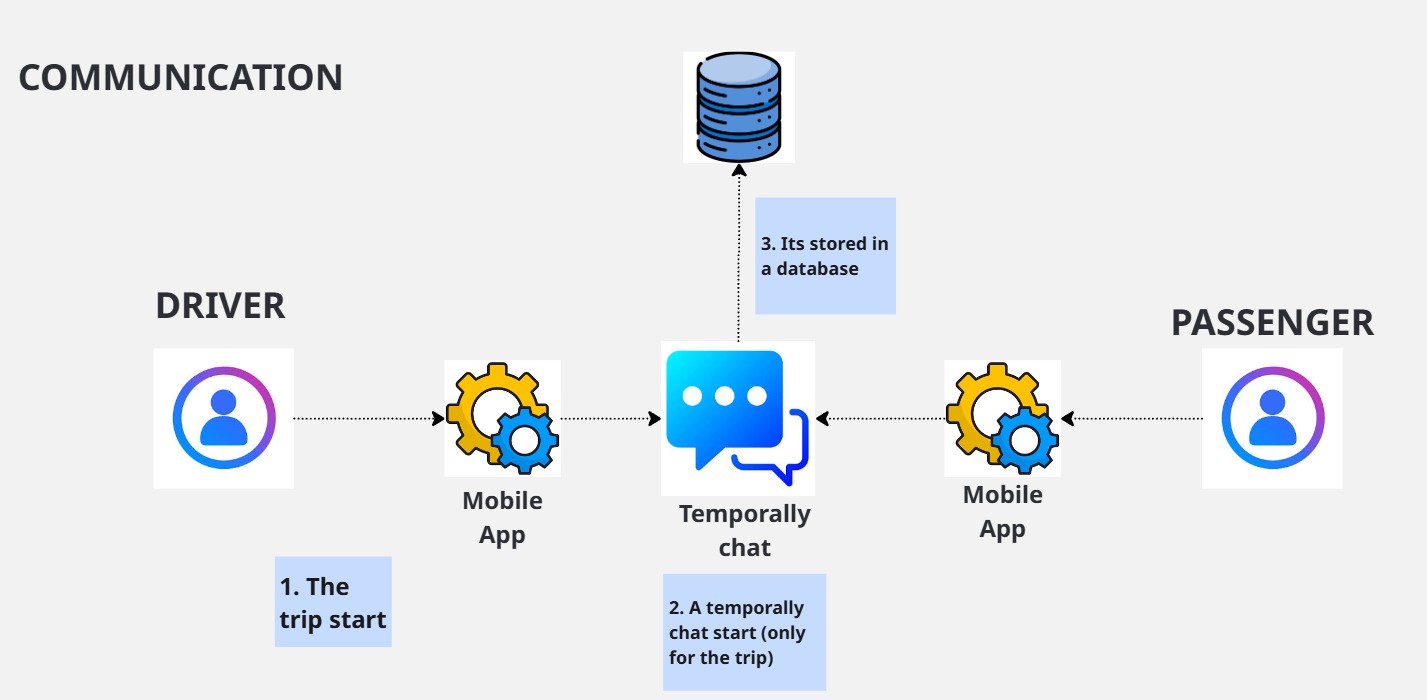 COMMUNICATION
3. Its stored in
a database
DRIVER
PASSENGER
Mobile
App
Temporally
chat
Mobile
App
1. The
trip start
2. A temporally
chat start (only
for the trip)